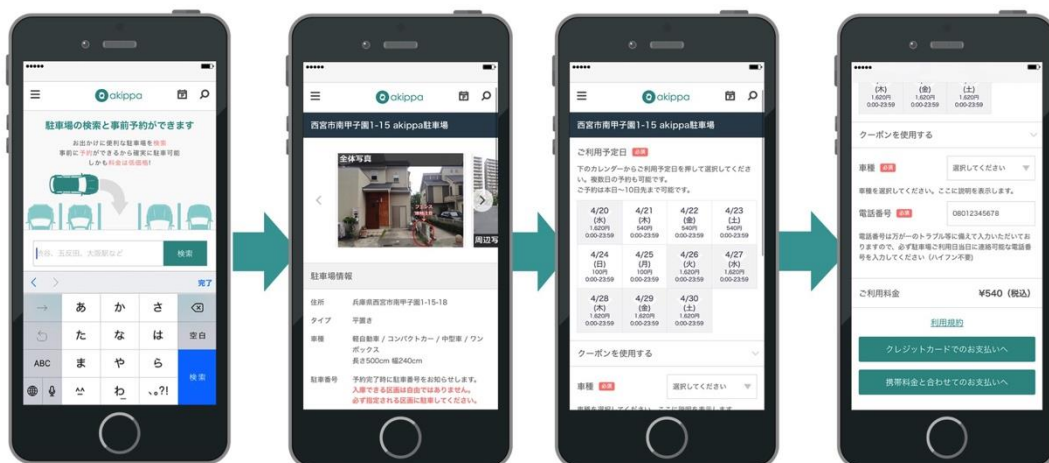 akippa
駐車場の検索と事前予約ができます
お出かけに便利な駐車場を検索
事前に予約ができるから確実に駐車可能
しかも料金は低価格!
検索
完了
→ あ か さ
た な は 空白
ABC ま や ら
検索
^^ わ 、。?!
akippa
西宮市南甲子園1-15 akippa駐車場
全体写真
周辺写
駐車場情報
住所 兵庫県西宮市南甲子園1-15-18
タイプ 平置き
車種 軽自動車 / コンパクトカー / 中型車 / ワン
ボックス
長さ500cm 幅240cm
駐車番号 予約完了時に駐車番号をお知らせします。
入庫できる区画は自由ではありません。
必ず指定される区画に駐車してください。
akippa
西宮市南甲子園1-15 akippa駐車場
ご利用予定日 必須
下のカレンダーからご利用予定日を押して選択してくださ
い。複数日の予約も可能です。
ご予約は本日〜10日先まで可能です。
4/20 4/21 4/22 4/23
(水) (木) (金) (土)
1,620円 540円 540円 540円
0:00-23:59 0:00-23:59 0:00-23:59 0:00-23:59
4/24 4/25 4/26 4/27
(日) (月) (火) (水)
100円 100円 1,620円 1,620円
0:00-23:59 0:00-23:59 0:00-23:59 0:00-23:59
4/28 4/29 4/30
(木) (金) (土)
1,620円 1,620円 1,620円
0:00-23:59 0:00-23:59 0:00-23:59
クーポンを使用する
車種 必須 選択してください
(木) (金) (土)
1,620円 1,620円 1,620円
0:00-23:59 0:00-23:59 0:00-23:59
クーポンを使用する
車種 必須 選択してください
車種を選択してください。ここに説明を表示します。
電話番号 必須 08012345678
電話番号は万が一のトラブル等に備えて入力いただいてお
りますので、必ず駐車場ご利用日当日に連絡可能な電話番
号を入力してください（ハイフン不要）
ご利用料金 ¥540（税込）
利用規約
クレジットカードでのお支払いへ
携帯料金と合わせてのお支払いへ